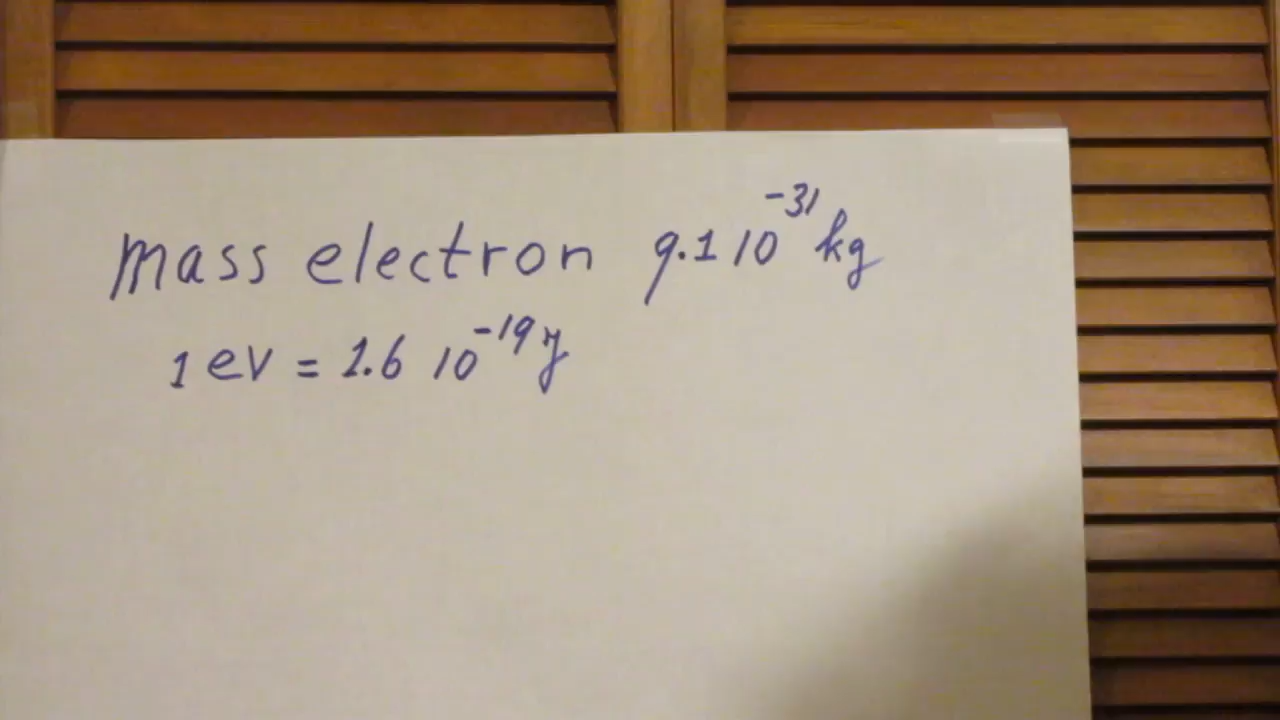 mass electron 9.1 10⁻³¹ kg
1 ev = 1.6 10⁻¹⁹ J